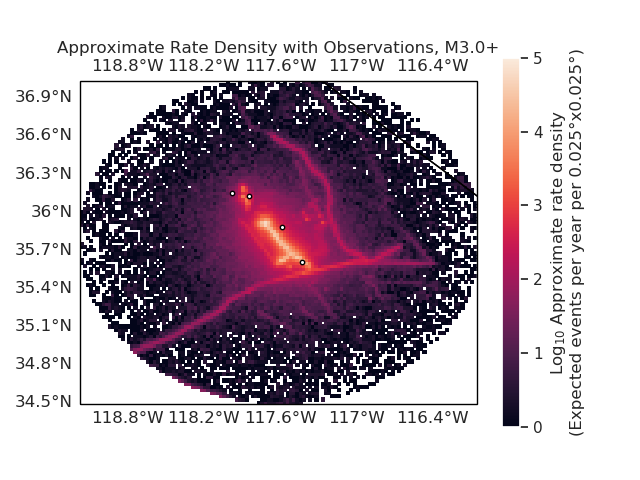 Approximate Rate Density with Observations, M3.0+
118.8°W 118.2°W 117.6°W 117°W 116.4°W
36.9°N
36.6°N
36.3°N
36°N
35.7°N
35.4°N
35.1°N
34.8°N
34.5°N
118.8°W 118.2°W 117.6°W 117°W 116.4°W
5
4
3
2
1
0
Log₁₀ Approximate rate density
(Expected events per year per 0.025°x0.025°)